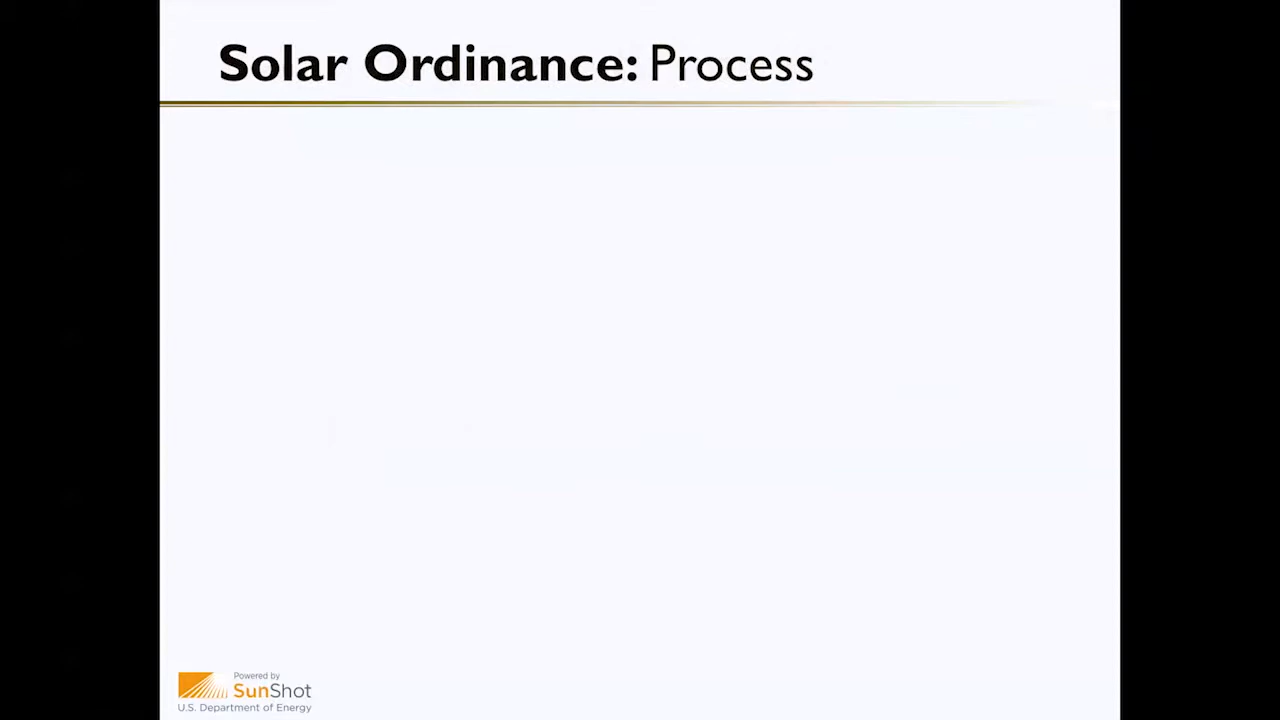 Solar Ordinance: Process
Powered by
SunShot
U.S. Department of Energy